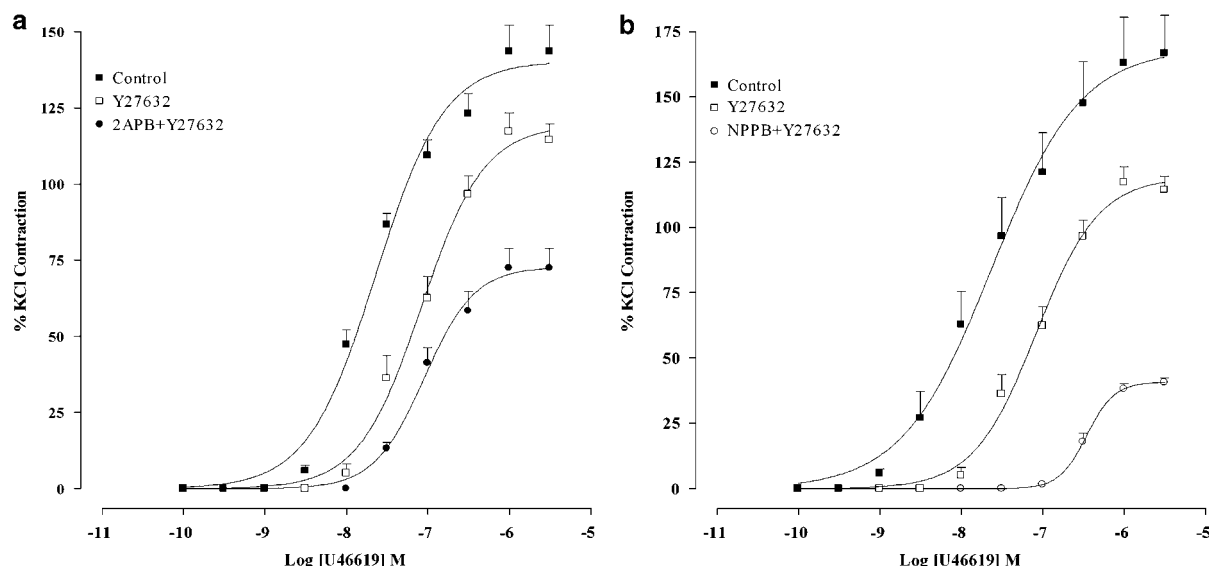 a
150
125
100
75
50
25
0
% KCl Contraction
Control
Y27632
2APB+Y27632
-11 -10 -9 -8 -7 -6 -5
Log [U46619] M
b
175
150
125
100
75
50
25
0
% KCl Contraction
Control
Y27632
NPPB+Y27632
-11 -10 -9 -8 -7 -6 -5
Log [U46619] M